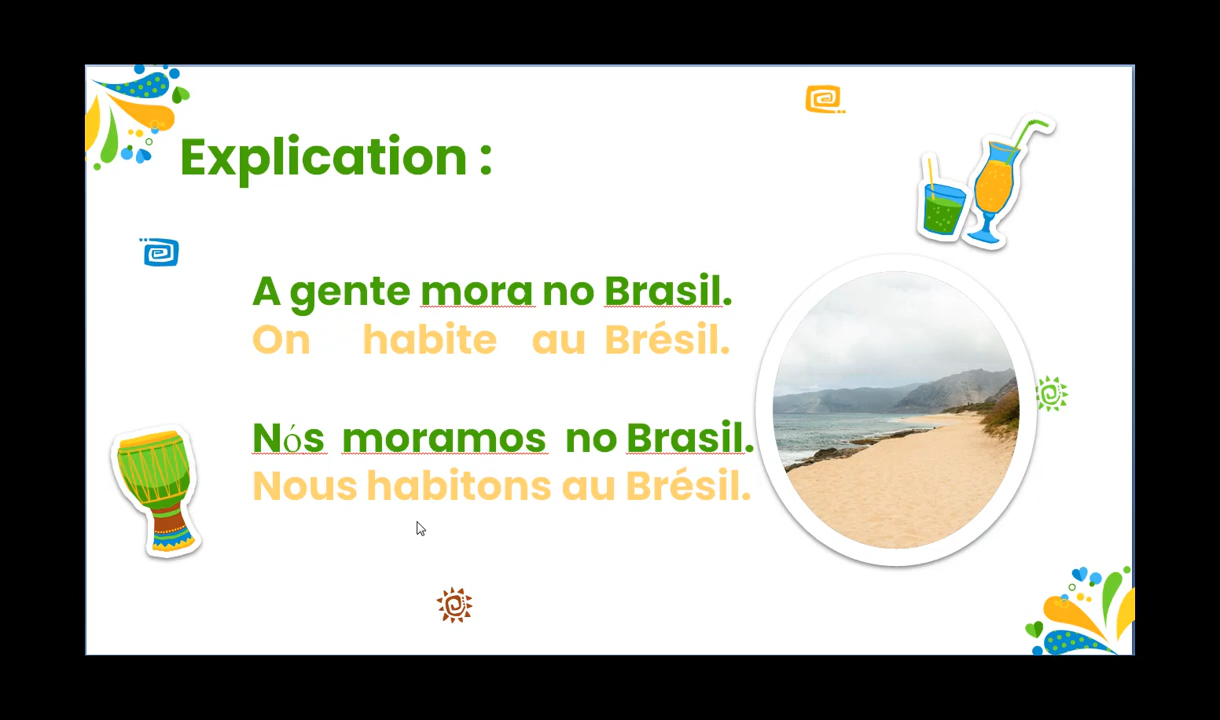 Explication :
A gente mora no Brasil.
On habite au Brésil.
Nós moramos no Brasil.
Nous habitons au Brésil.